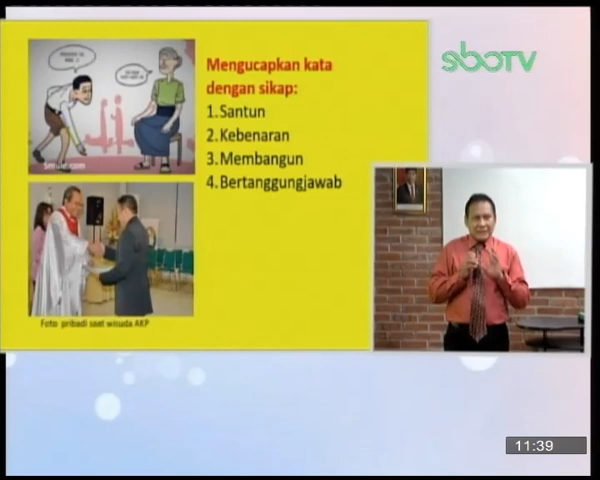 sboTV
Mengucapkan kata
dengan sikap:
1.Santun
2.Kebenaran
3.Membangun
4.Bertanggungjawab
Foto pribadi saat wisuda AKP
11:39